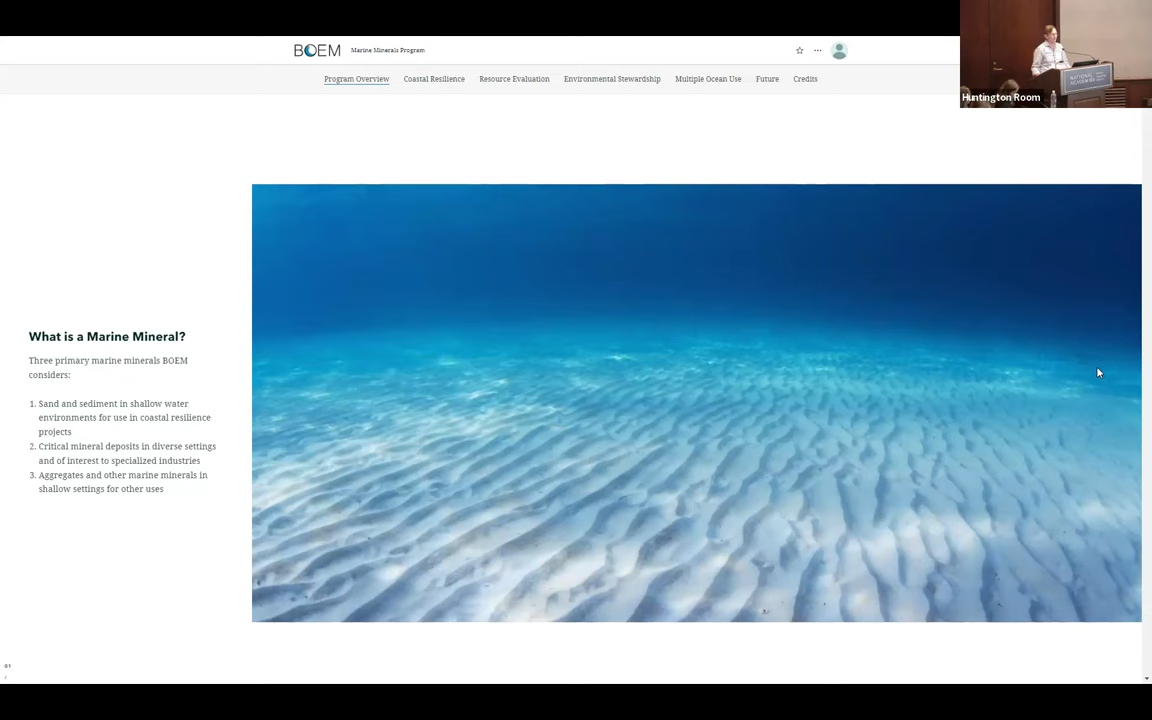 BOEM Marine Minerals Program
Program Overview Coastal Resilience Resource Evaluation Environmental Stewardship Multiple Ocean Use Future Credits
NATIONAL
Huntington Room
What is a Marine Mineral?
Three primary marine minerals BOEM
considers:
1. Sand and sediment in shallow water
environments for use in coastal resilience
projects
2. Critical mineral deposits in diverse settings
and of interest to specialized industries
3. Aggregates and other marine minerals in
shallow settings for other uses
01
/